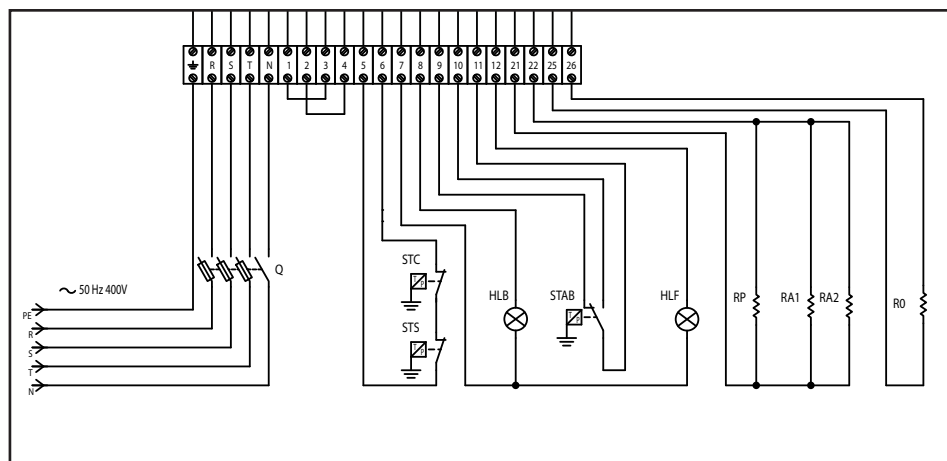 R S T N 1 2 3 4 5 6 7 8 9 10 11 12 21 22 25 26
Q
STC
T P
∼ 50 Hz 400V
HLB
STAB
HLF
RP
RA1
RA2
R0
PE
T P
R
STS
S
T P
T
N